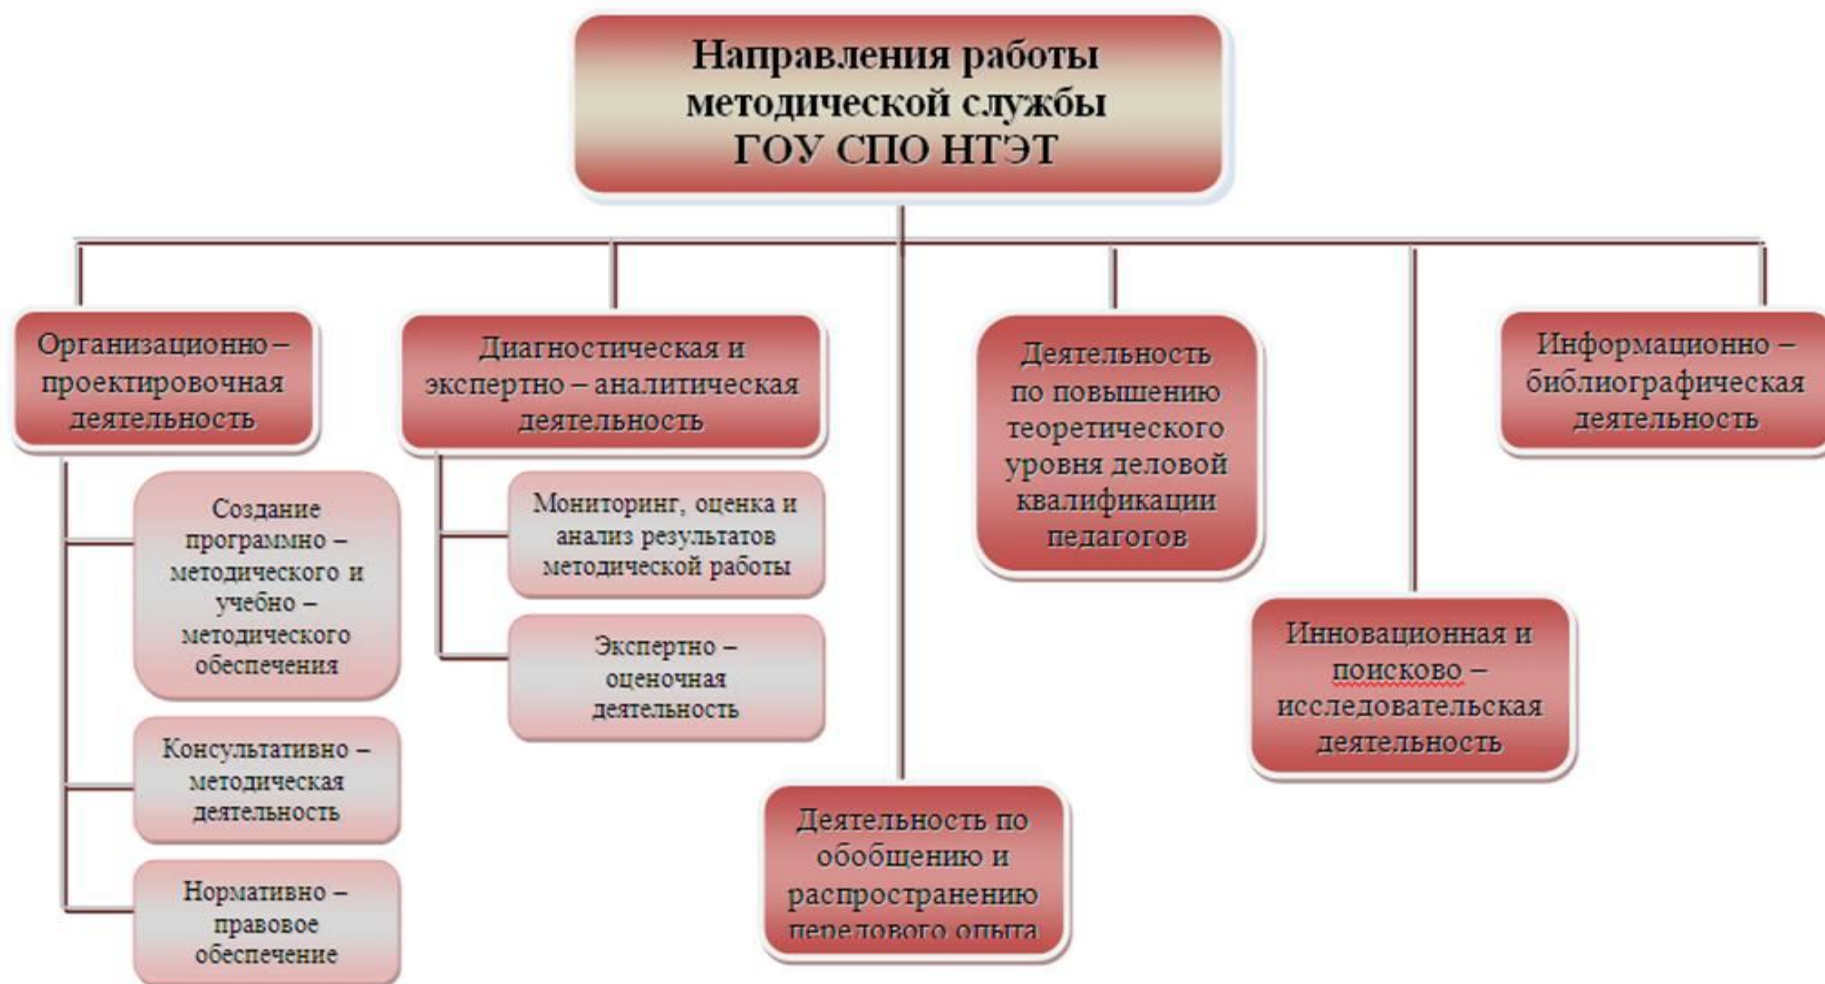 Направления работы
методической службы
ГОУ СПО НТЭТ
Организационно –
проектировочная
деятельность
Создание
программно –
методического и
учебно –
методического
обеспечения
Консультативно –
методическая
деятельность
Нормативно –
правовое
обеспечение
Диагностическая и
экспертно – аналитическая
деятельность
Мониторинг, оценка и
анализ результатов
методической работы
Экспертно –
оценочная
деятельность
Деятельность по
обобщению и
распространению
передового опыта
Деятельность
по повышению
теоретического
уровня деловой
квалификации
педагогов
Инновационная и
поисково –
исследовательская
деятельность
Информационно –
библиографическая
деятельность